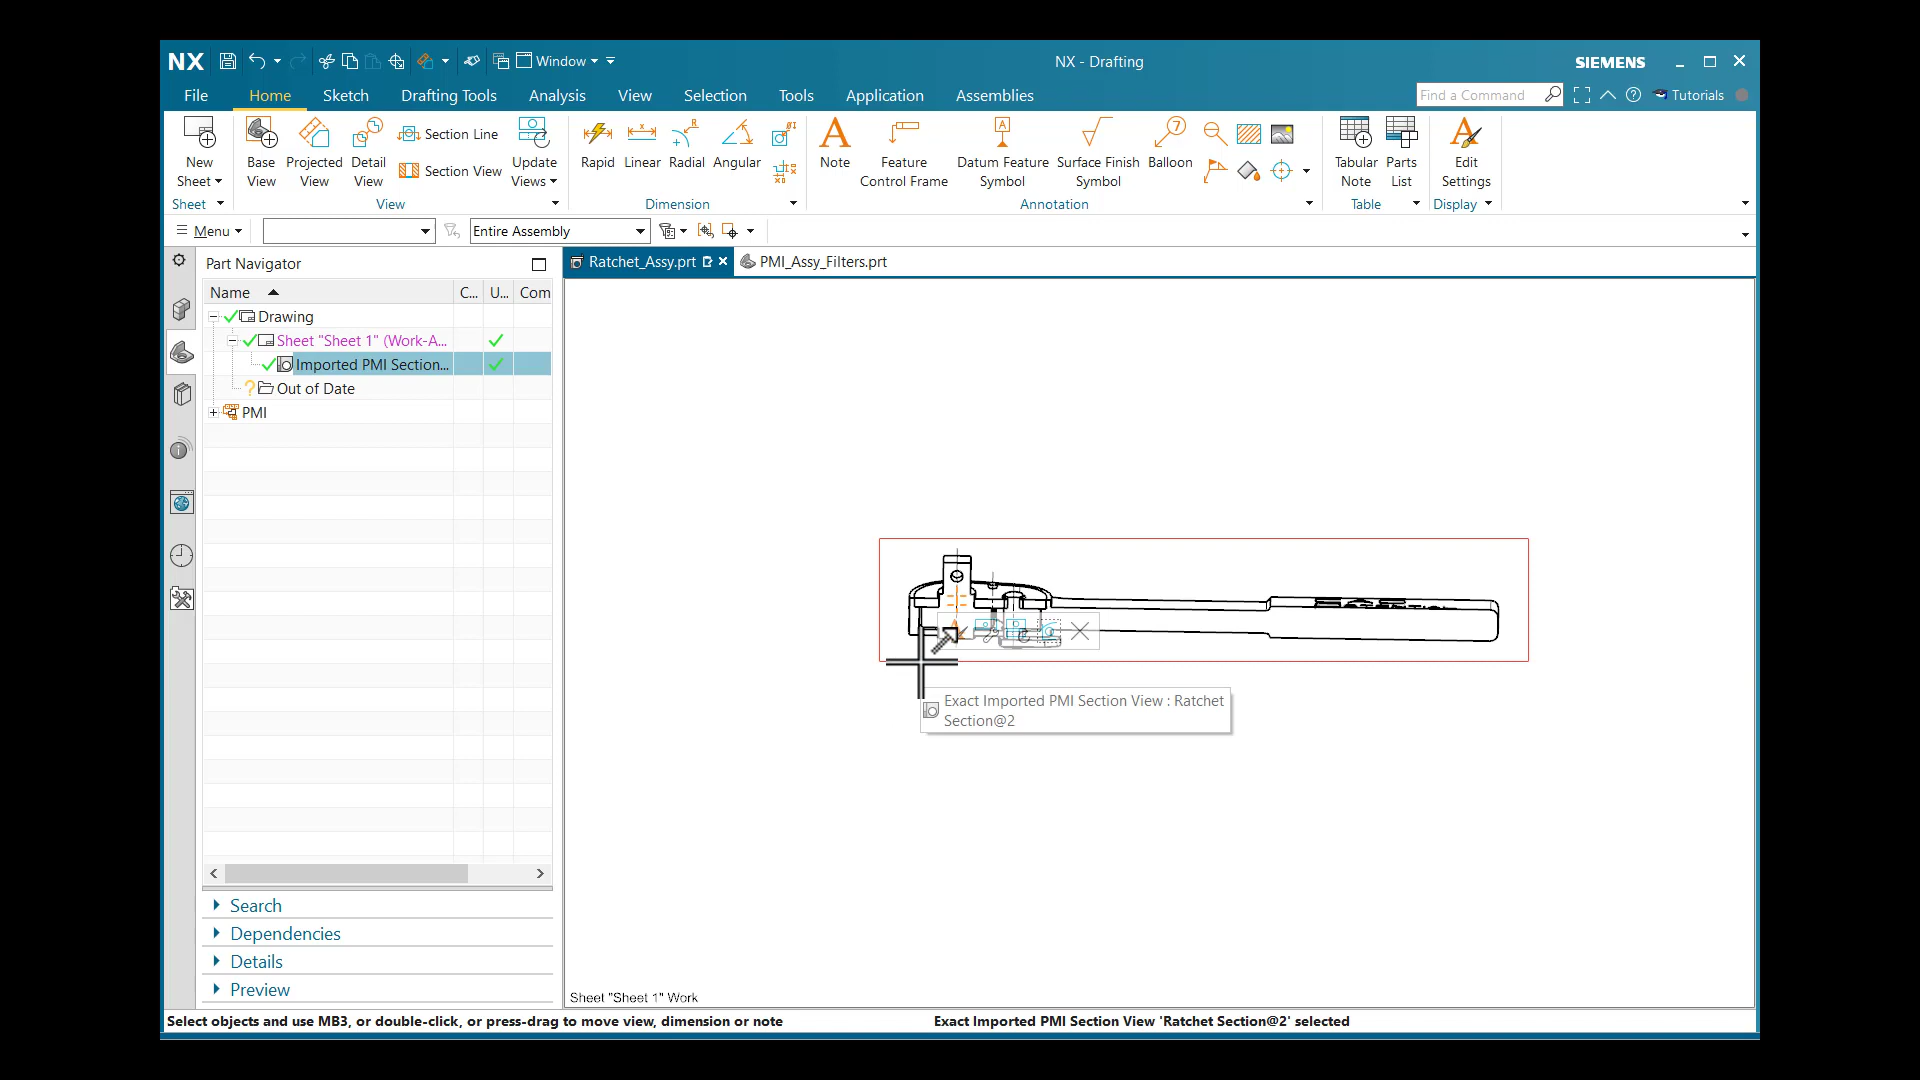 NX
Window
NX - Drafting
SIEMENS
File
Home
Sketch
Drafting Tools
Analysis
View
Selection
Tools
Application
Assemblies
Find a Command
Tutorials
New Sheet
Base View
Projected View
Detail View
Section Line
Section View
Update Views
Rapid
Linear
Radial
Angular
Note
Feature Control Frame
Datum Feature Symbol
Surface Finish Symbol
Balloon
Tabular Note
Parts List
Edit Settings
Sheet
View
Dimension
Annotation
Table
Display
Menu
Entire Assembly
Part Navigator
Ratchet_Assy.prt
PMI_Assy_Filters.prt
Name
C...
U...
Com
Drawing
Sheet "Sheet 1" (Work-A...
Imported PMI Section...
Out of Date
PMI
Exact Imported PMI Section View : Ratchet
Section@2
Search
Dependencies
Details
Preview
Sheet "Sheet 1" Work
Select objects and use MB3, or double-click, or press-drag to move view, dimension or note
Exact Imported PMI Section View 'Ratchet Section@2' selected